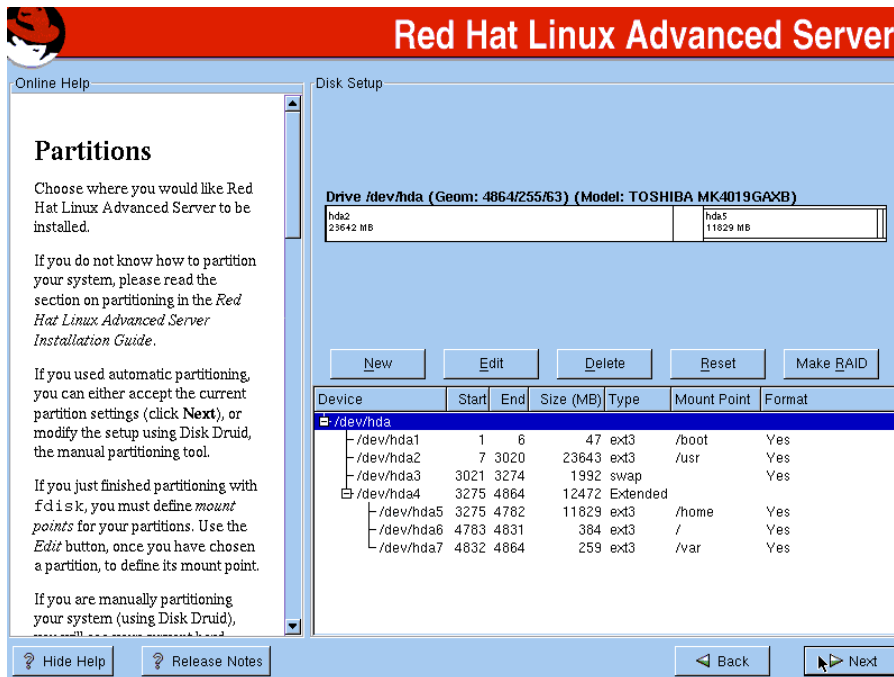 Red Hat Linux Advanced Server
Online Help
Partitions
Choose where you would like Red
Hat Linux Advanced Server to be
installed.
If you do not know how to partition
your system, please read the
section on partitioning in the Red
Hat Linux Advanced Server
Installation Guide.
If you used automatic partitioning,
you can either accept the current
partition settings (click Next), or
modify the setup using Disk Druid,
the manual partitioning tool.
If you just finished partitioning with
fdisk, you must define mount
points for your partitions. Use the
Edit button, once you have chosen
a partition, to define its mount point.
If you are manually partitioning
your system (using Disk Druid),
Disk Setup
Drive /dev/hda (Geom: 4864/255/63) (Model: TOSHIBA MK4019GAXB)
hda2 hda5
23642 MB 11829 MB
New Edit Delete Reset Make RAID
Device Start End Size (MB) Type Mount Point Format
/dev/hda
/dev/hda1 1 6 47 ext3 /boot Yes
/dev/hda2 7 3020 23643 ext3 /usr Yes
/dev/hda3 3021 3274 1992 swap Yes
/dev/hda4 3275 4864 12472 Extended
/dev/hda5 3275 4782 11829 ext3 /home Yes
/dev/hda6 4783 4831 384 ext3 / Yes
/dev/hda7 4832 4864 259 ext3 /var Yes
Hide Help Release Notes Back Next